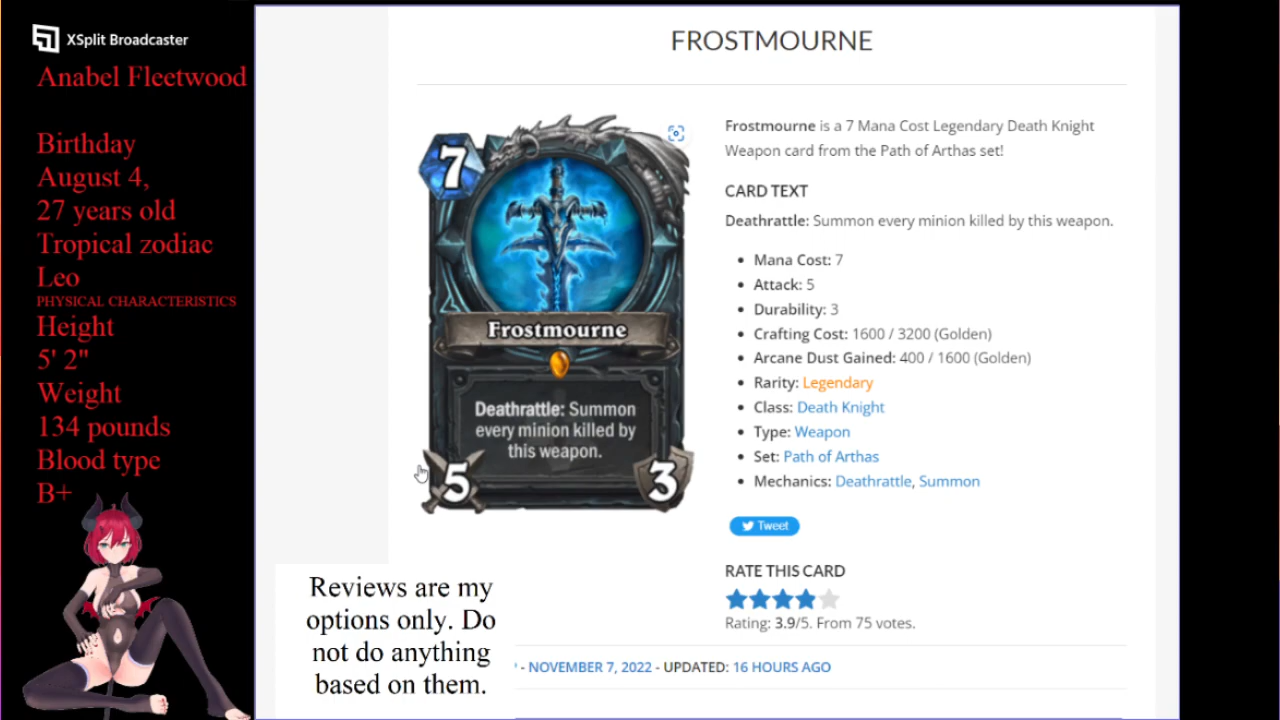 XSplit Broadcaster
Anabel Fleetwood
Birthday
August 4,
27 years old
Tropical zodiac
Leo
PHYSICAL CHARACTERISTICS
Height
5' 2"
Weight
134 pounds
Blood type
B+
FROSTMOURNE
7
Frostmourne
Deathrattle: Summon
every minion killed by
this weapon.
5
3
Frostmourne is a 7 Mana Cost Legendary Death Knight
Weapon card from the Path of Arthas set!
CARD TEXT
Deathrattle: Summon every minion killed by this weapon.
Mana Cost: 7
Attack: 5
Durability: 3
Crafting Cost: 1600 / 3200 (Golden)
Arcane Dust Gained: 400 / 1600 (Golden)
Rarity: Legendary
Class: Death Knight
Type: Weapon
Set: Path of Arthas
Mechanics: Deathrattle, Summon
Tweet
RATE THIS CARD
Rating: 3.9/5. From 75 votes.
- NOVEMBER 7, 2022 - UPDATED: 16 HOURS AGO
Reviews are my
options only. Do
not do anything
based on them.